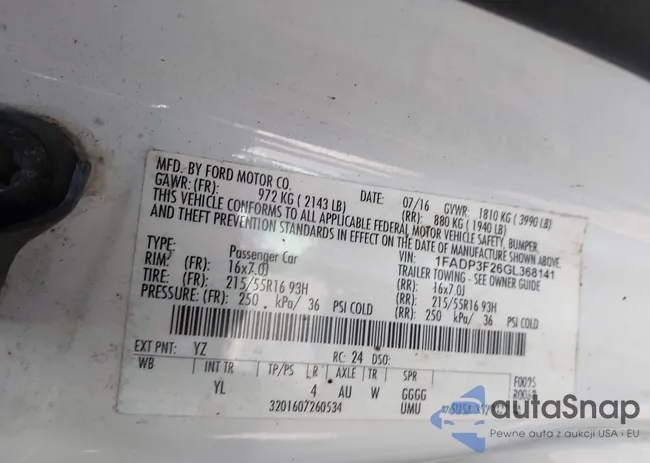 MFD. BY FORD MOTOR CO.
DATE: 07/16 GVWR: 1810 KG ( 3990 LB)
GAWR: (FR): 972 KG ( 2143 LB) (RR): 880 KG ( 1940 LB)
THIS VEHICLE CONFORMS TO ALL APPLICABLE FEDERAL MOTOR VEHICLE SAFETY, BUMPER,
AND THEFT PREVENTION STANDARDS IN EFFECT ON THE DATE OF MANUFACTURE SHOWN ABOVE.
VIN: 1FADP3F26GL368141
TYPE: Passenger Car TRAILER TOWING - SEE OWNER GUIDE
RIM: (FR): 16x7.0J (RR): 16x7.0J
TIRE: (FR): 215/55R16 93H (RR): 215/55R16 93H
PRESSURE: (FR): 250 kPa/ 36 PSI COLD (RR): 250 kPa/ 36 PSI COLD
EXT PNT: YZ RC: 24 DSO:
WB INT TR TP/PS R AXLE TR SPR
YL 4 AU W GGGG
3201607260534 UMU
autoSnap
Pewne auta z aukcji USA i EU